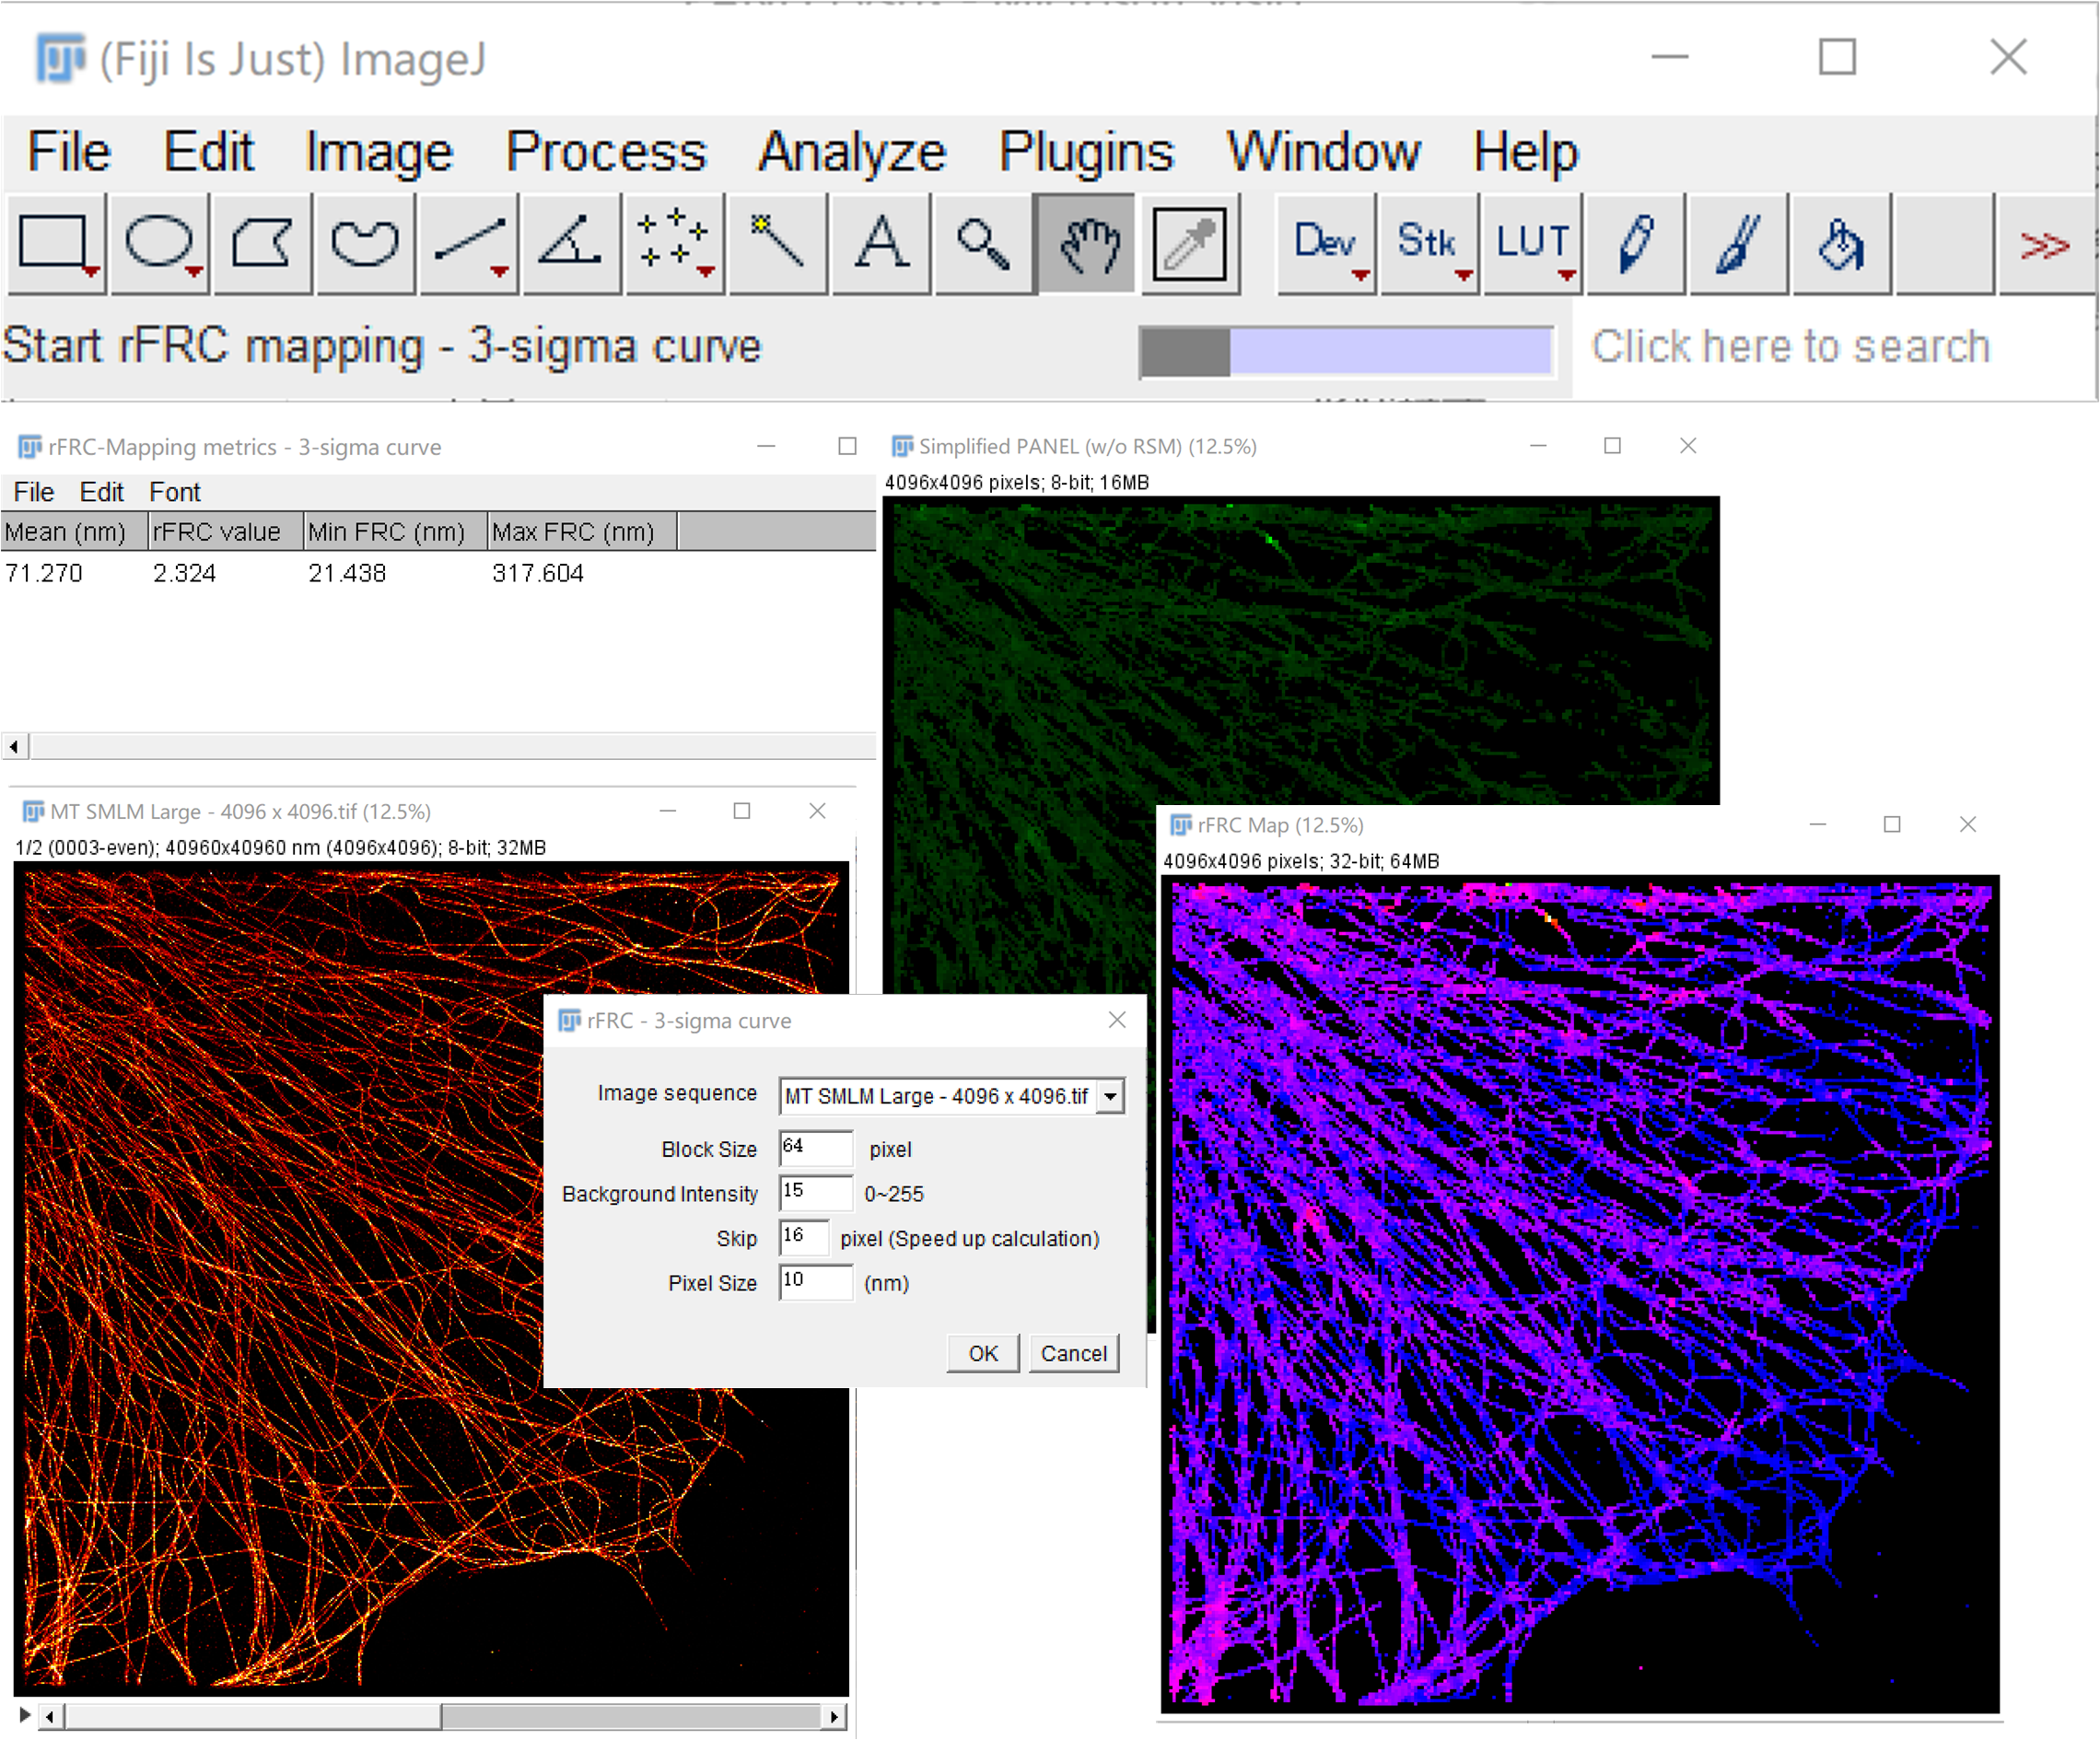 (Fiji Is Just) ImageJ
File Edit Image Process Analyze Plugins Window Help
A Dev Stk LUT >>
Start rFRC mapping - 3-sigma curve
Click here to search
rFRC-Mapping metrics - 3-sigma curve
File Edit Font
Mean (nm) rFRC value Min FRC (nm) Max FRC (nm)
71.270 2.324 21.438 317.604
Simplified PANEL (w/o RSM) (12.5%)
4096x4096 pixels; 8-bit; 16MB
MT SMLM Large - 4096 x 4096.tif (12.5%)
1/2 (0003-even); 40960x40960 nm (4096x4096); 8-bit; 32MB
rFRC Map (12.5%)
4096x4096 pixels; 32-bit; 64MB
rFRC - 3-sigma curve
Image sequence MT SMLM Large - 4096 x 4096.tif
Block Size 64 pixel
Background Intensity 15 0~255
Skip 16 pixel (Speed up calculation)
Pixel Size 10 (nm)
OK Cancel